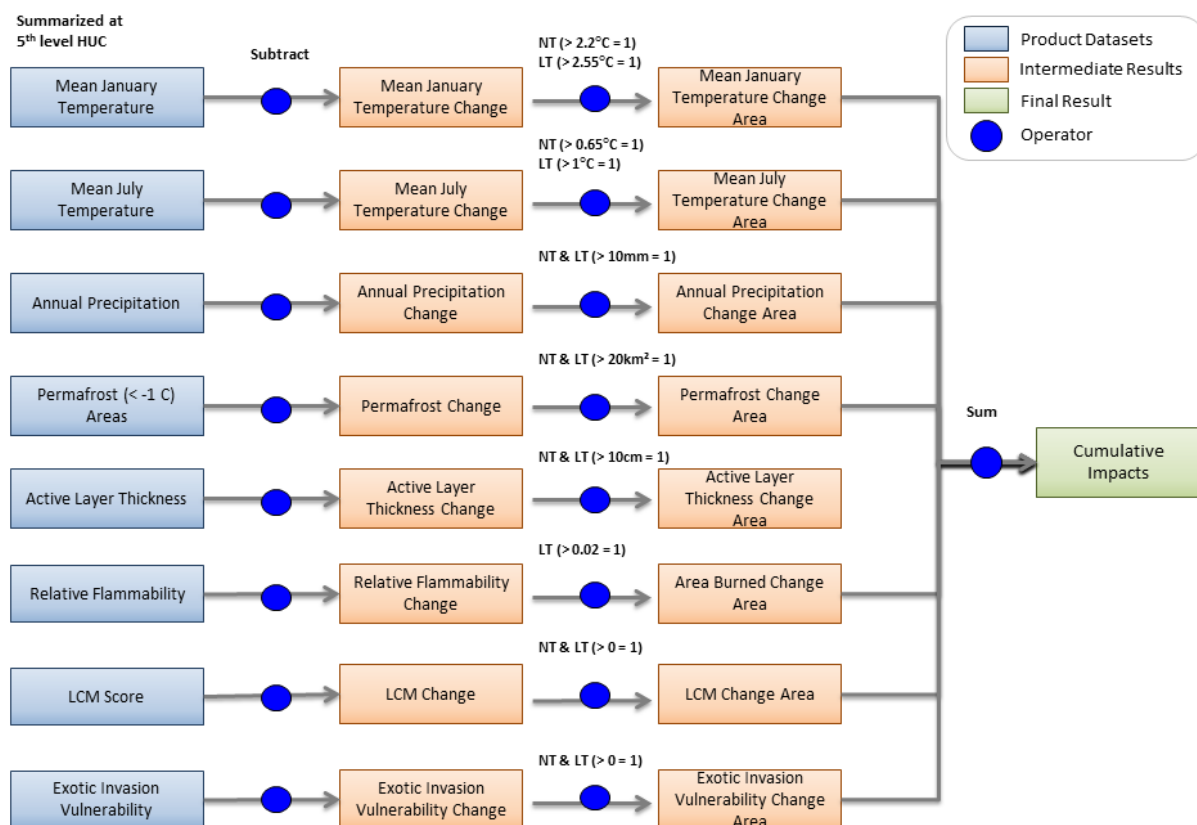 Summarized at
5th level HUC
Subtract
NT (> 2.2°C = 1)
LT (> 2.55°C = 1)
Product Datasets
Intermediate Results
Final Result
Operator
Mean January
Temperature
Mean January
Temperature Change
Mean January
Temperature Change
Area
NT (> 0.65°C = 1)
LT (> 1°C = 1)
Mean July
Temperature
Mean July
Temperature Change
Mean July
Temperature Change
Area
NT & LT (> 10mm = 1)
Annual Precipitation
Annual Precipitation
Change
Annual Precipitation
Change Area
NT & LT (> 20km² = 1)
Permafrost (< -1 C)
Areas
Permafrost Change
Permafrost Change
Area
Sum
Cumulative
Impacts
NT & LT (> 10cm = 1)
Active Layer Thickness
Active Layer
Thickness Change
Active Layer
Thickness Change
Area
LT (> 0.02 = 1)
Relative Flammability
Relative Flammability
Change
Area Burned Change
Area
NT & LT (> 0 = 1)
LCM Score
LCM Change
LCM Change Area
NT & LT (> 0 = 1)
Exotic Invasion
Vulnerability
Exotic Invasion
Vulnerability Change
Exotic Invasion
Vulnerability Change
Area